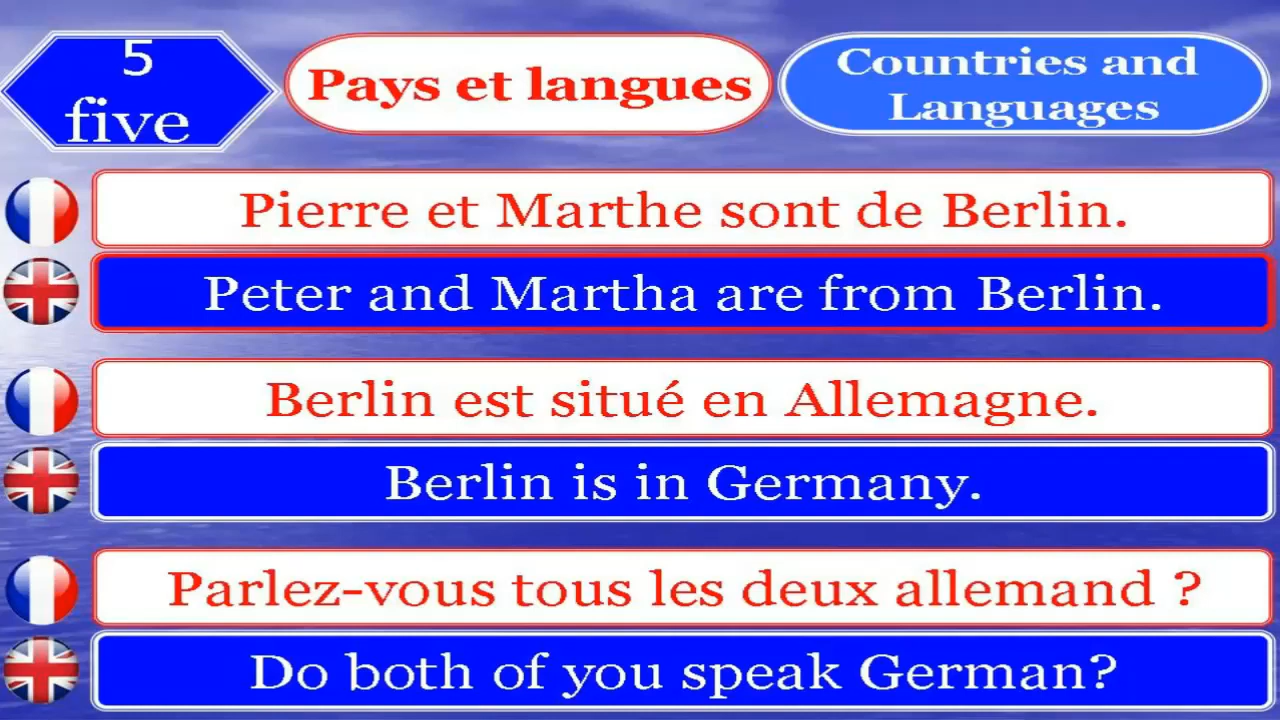 5
five
Pays et langues
Countries and
Languages
Pierre et Marthe sont de Berlin.
Peter and Martha are from Berlin.
Berlin est situé en Allemagne.
Berlin is in Germany.
Parlez-vous tous les deux allemand ?
Do both of you speak German?